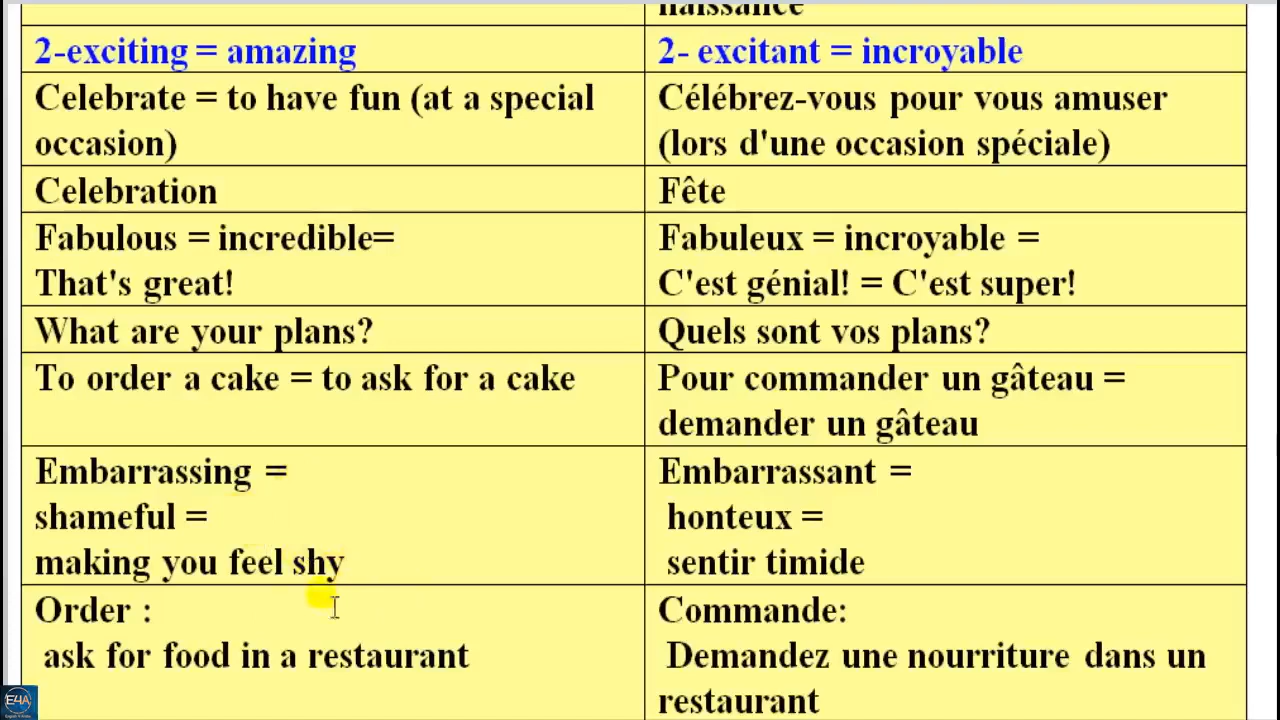 naissance
2-exciting = amazing
2- excitant = incroyable
Celebrate = to have fun (at a special
occasion)
Célébrez-vous pour vous amuser
(lors d'une occasion spéciale)
Celebration
Fête
Fabulous = incredible=
That's great!
Fabuleux = incroyable =
C'est génial! = C'est super!
What are your plans?
Quels sont vos plans?
To order a cake = to ask for a cake
Pour commander un gâteau =
demander un gâteau
Embarrassing =
shameful =
making you feel shy
Embarrassant =
honteux =
sentir timide
Order :
ask for food in a restaurant
Commande:
Demandez une nourriture dans un
restaurant
E4A